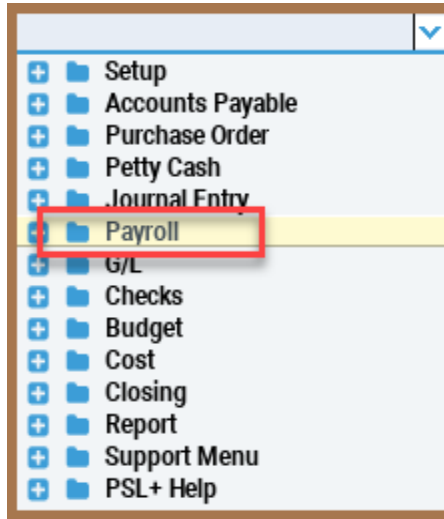 Setup
Accounts Payable
Purchase Order
Petty Cash
Journal Entry
Payroll
G/L
Checks
Budget
Cost
Closing
Report
Support Menu
PSL+ Help